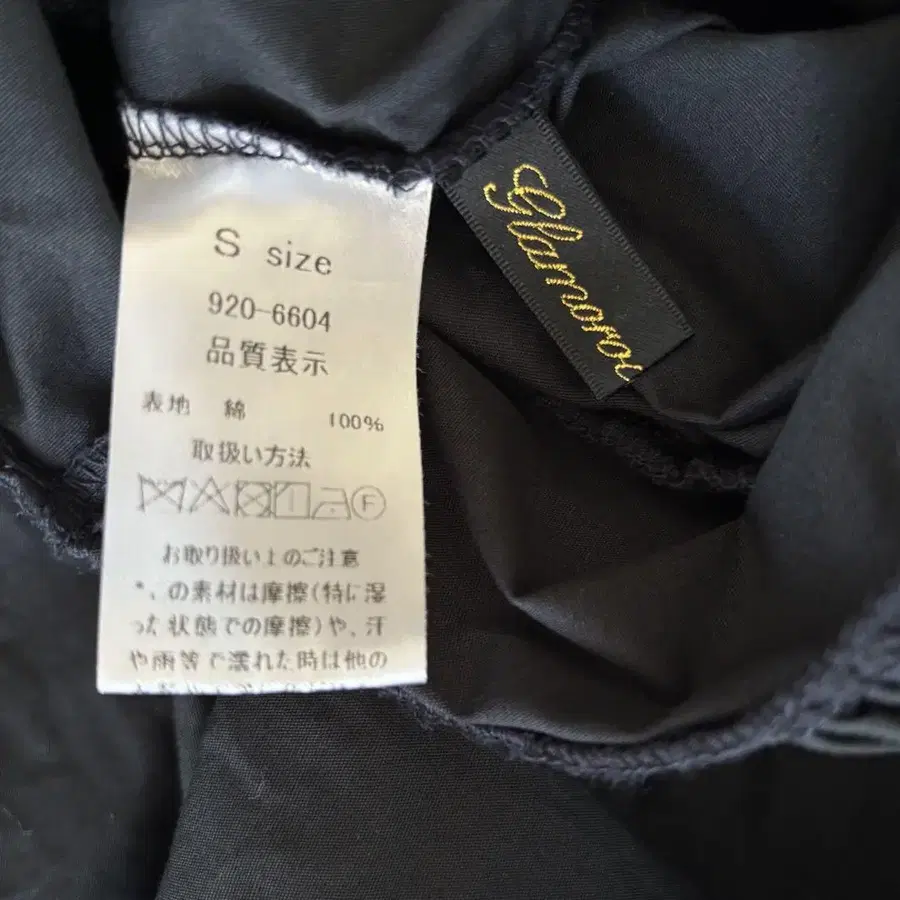 S size
920-6604
品質表示
表地 綿 100%
取扱い方法
F
お取り扱い上のご注意
の素材は摩擦(特に湿
った状態での摩擦)や、汗
や雨等で濡れた時は他の
Glamoro